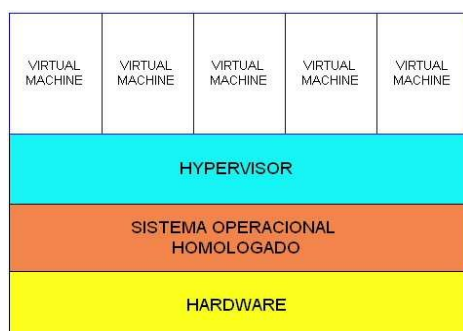 VIRTUAL MACHINE
VIRTUAL MACHINE
VIRTUAL MACHINE
VIRTUAL MACHINE
VIRTUAL MACHINE
HYPERVISOR
SISTEMA OPERACIONAL
HOMOLOGADO
HARDWARE